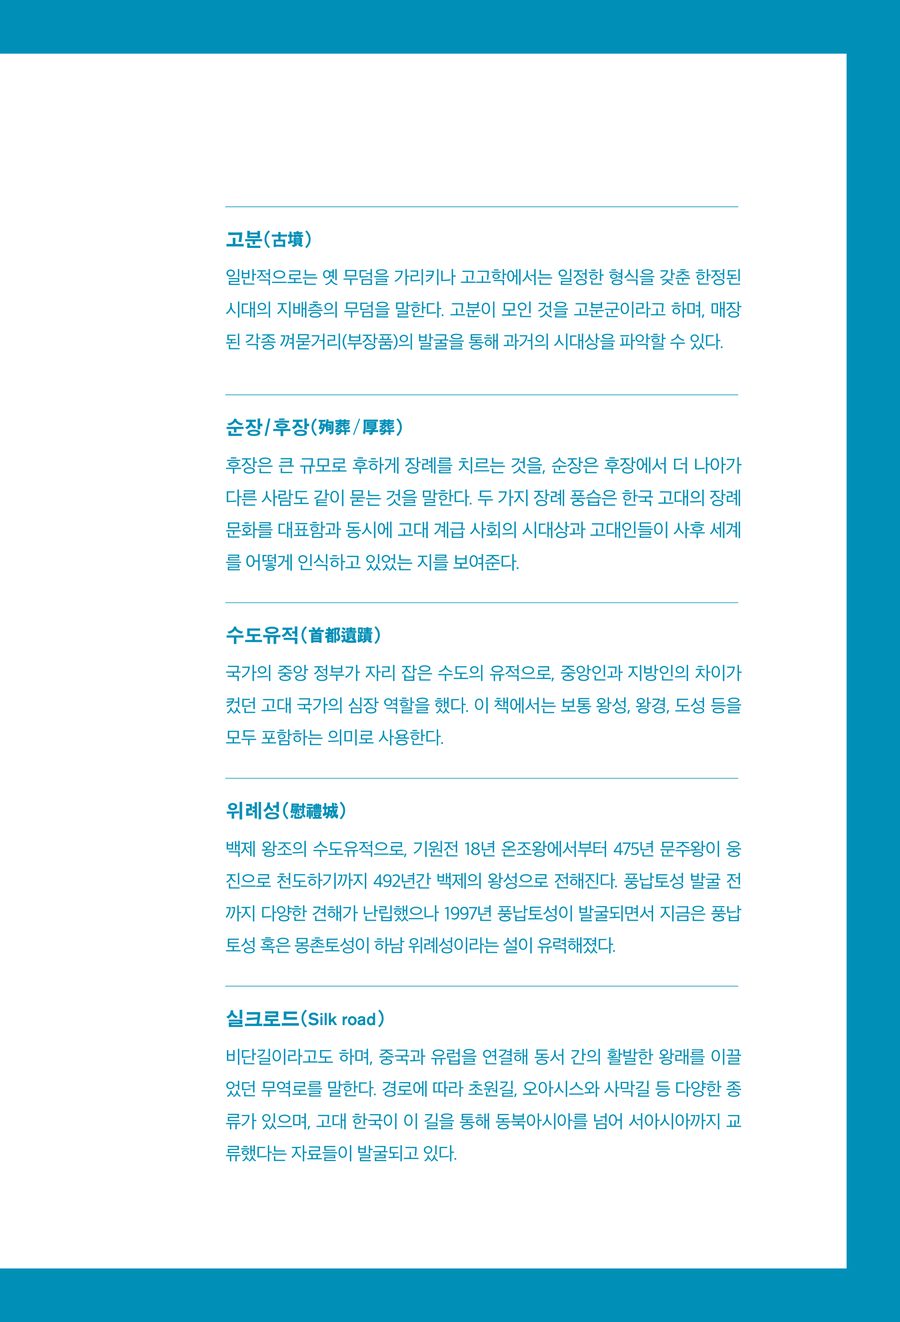 고분(古墳)
일반적으로는 옛 무덤을 가리키나 고고학에서는 일정한 형식을 갖춘 한정된
시대의 지배층의 무덤을 말한다. 고분이 모인 것을 고분군이라고 하며, 매장
된 각종 껴묻거리(부장품)의 발굴을 통해 과거의 시대상을 파악할 수 있다.
순장/후장(殉葬/厚葬)
후장은 큰 규모로 후하게 장례를 치르는 것을, 순장은 후장에서 더 나아가
다른 사람도 같이 묻는 것을 말한다. 두 가지 장례 풍습은 한국 고대의 장례
문화를 대표함과 동시에 고대 계급 사회의 시대상과 고대인들이 사후 세계
를 어떻게 인식하고 있었는 지를 보여준다.
수도유적(首都遺蹟)
국가의 중앙 정부가 자리 잡은 수도의 유적으로, 중앙인과 지방인의 차이가
컸던 고대 국가의 심장 역할을 했다. 이 책에서는 보통 왕성, 왕경, 도성 등을
모두 포함하는 의미로 사용한다.
위례성(慰禮城)
백제 왕조의 수도유적으로, 기원전 18년 온조왕에서부터 475년 문주왕이 웅
진으로 천도하기까지 492년간 백제의 왕성으로 전해진다. 풍납토성 발굴 전
까지 다양한 견해가 난립했으나 1997년 풍납토성이 발굴되면서 지금은 풍납
토성 혹은 몽촌토성이 하남 위례성이라는 설이 유력해졌다.
실크로드(Silk road)
비단길이라고도 하며, 중국과 유럽을 연결해 동서 간의 활발한 왕래를 이끌
었던 무역로를 말한다. 경로에 따라 초원길, 오아시스와 사막길 등 다양한 종
류가 있으며, 고대 한국이 이 길을 통해 동북아시아를 넘어 서아시아까지 교
류했다는 자료들이 발굴되고 있다.